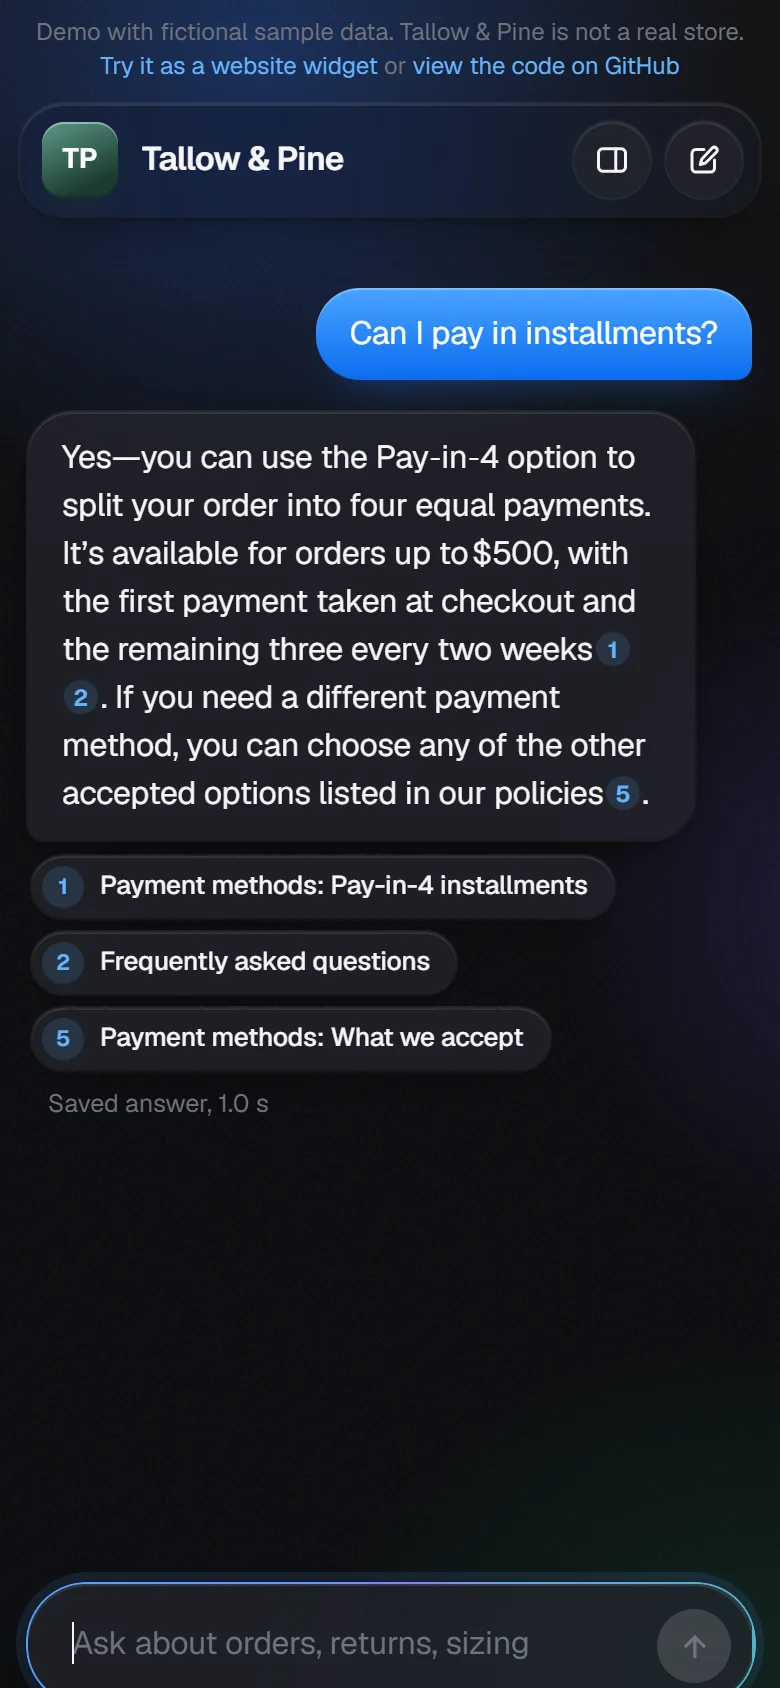 Demo with fictional sample data. Tallow & Pine is not a real store.
Try it as a website widget or view the code on GitHub
TP Tallow & Pine
Can I pay in installments?
Yes—you can use the Pay-in-4 option to
split your order into four equal payments.
It’s available for orders up to $500, with
the first payment taken at checkout and
the remaining three every two weeks 1
2. If you need a different payment
method, you can choose any of the other
accepted options listed in our policies 5.
1 Payment methods: Pay-in-4 installments
2 Frequently asked questions
5 Payment methods: What we accept
Saved answer, 1.0 s
Ask about orders, returns, sizing